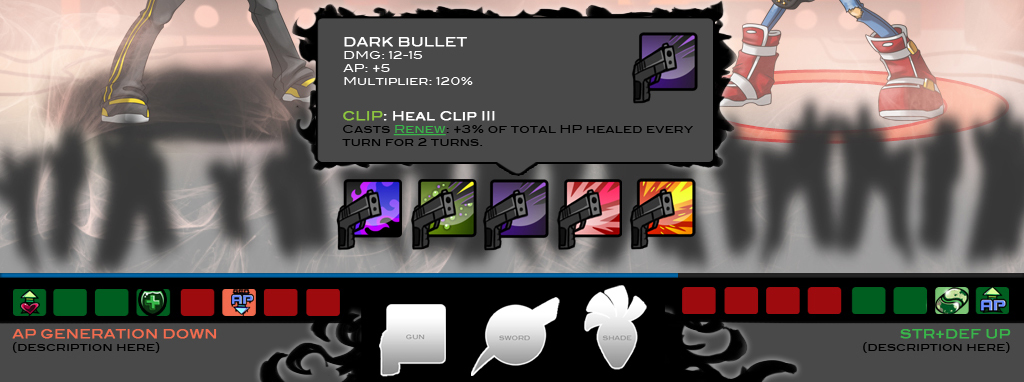 DARK BULLET
DMG: 12-15
AP: +5
MULTIPLIER: 120%
CLIP: HEAL CLIP III
CASTS RENEW: +3% OF TOTAL HP HEALED EVERY
TURN FOR 2 TURNS.
AP
AP
GUN
SWORD
SHADE
AP GENERATION DOWN
(DESCRIPTION HERE)
STR+DEF UP
(DESCRIPTION HERE)